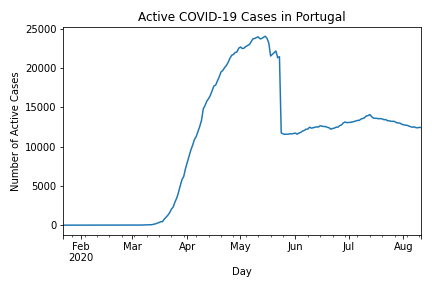 Active COVID-19 Cases in Portugal
Number of Active Cases
25000
20000
15000
10000
5000
0
Feb
2020
Mar
Apr
May
Jun
Jul
Aug
Day